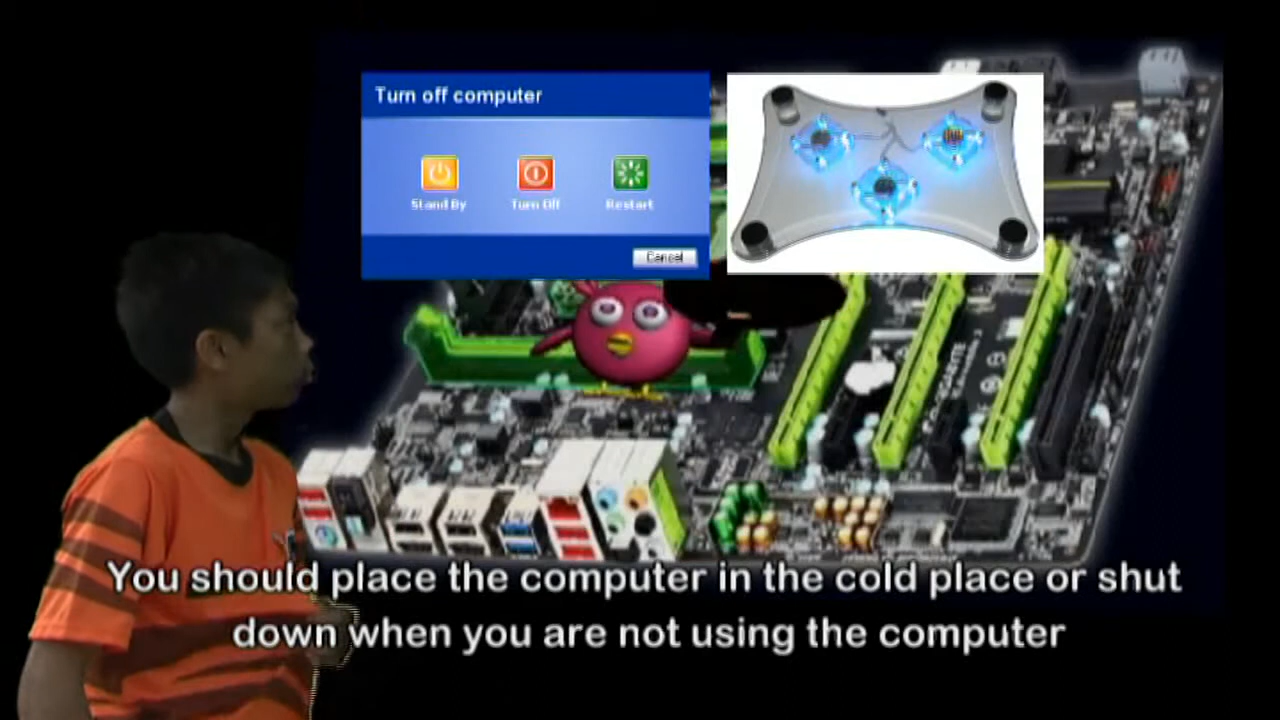 Turn off computer
Stand By Turn Off Restart
Cancel
GIGABYTE
You should place the computer in the cold place or shut
down when you are not using the computer